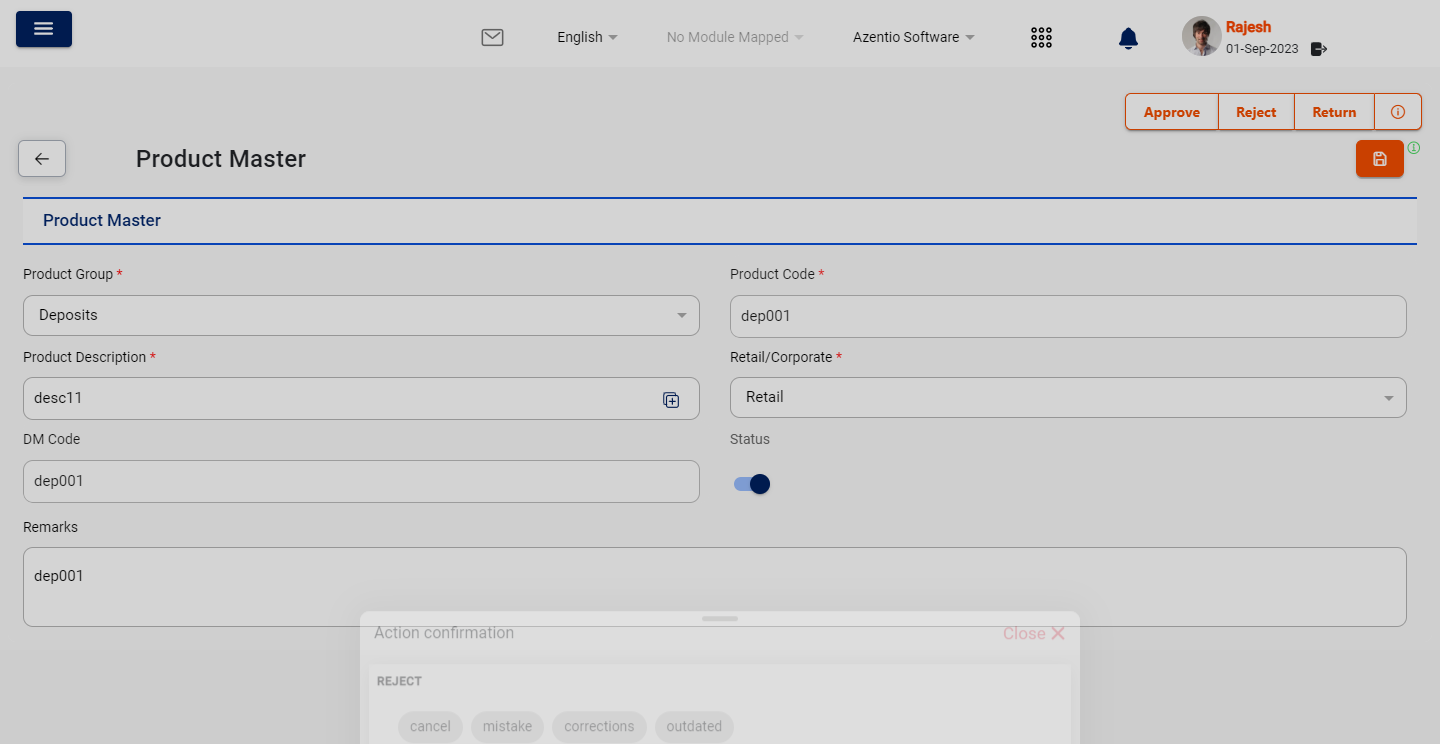 English No Module Mapped Azentio Software Rajesh
01-Sep-2023
Approve Reject Return
Product Master
Product Master
Product Group * Product Code *
Deposits dep001
Product Description * Retail/Corporate *
desc11 Retail
DM Code Status
dep001
Remarks
dep001
Action confirmation Close
REJECT
cancel mistake corrections outdated